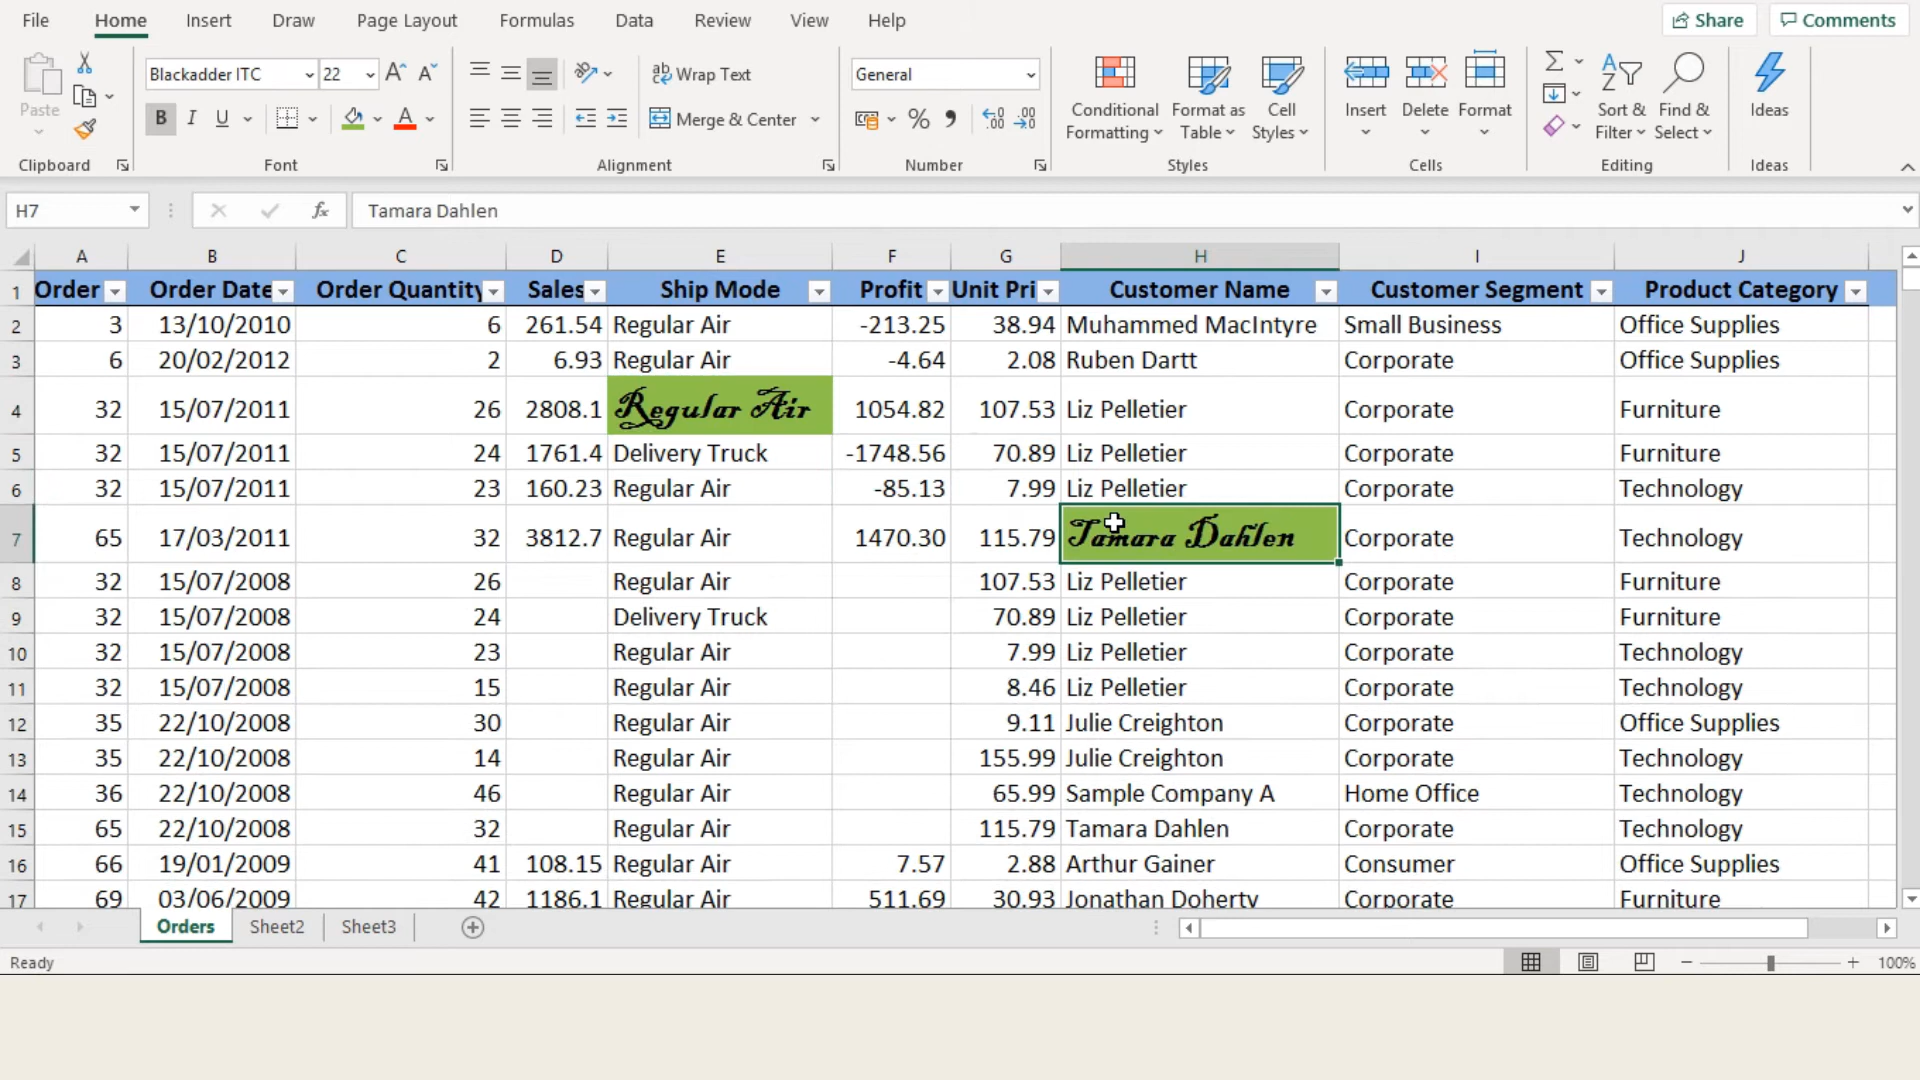 File Home Insert Draw Page Layout Formulas Data Review View Help Share Comments
Paste Blackadder ITC 22 A A Wrap Text General Conditional Formatting Format as Table Cell Styles Insert Delete Format Sort & Filter Find & Select Ideas
B I U A Merge & Center % 9
Clipboard Font Alignment Number Styles Cells Editing Ideas
H7 fx Tamara Dahlen
A B C D E F G H I J
1 Order Order Date Order Quantity Sales Ship Mode Profit Unit Pri Customer Name Customer Segment Product Category
2 3 13/10/2010 6 261.54 Regular Air -213.25 38.94 Muhammed MacIntyre Small Business Office Supplies
3 6 20/02/2012 2 6.93 Regular Air -4.64 2.08 Ruben Dartt Corporate Office Supplies
4 32 15/07/2011 26 2808.1 Regular Air 1054.82 107.53 Liz Pelletier Corporate Furniture
5 32 15/07/2011 24 1761.4 Delivery Truck -1748.56 70.89 Liz Pelletier Corporate Furniture
6 32 15/07/2011 23 160.23 Regular Air -85.13 7.99 Liz Pelletier Corporate Technology
7 65 17/03/2011 32 3812.7 Regular Air 1470.30 115.79 Tamara Dahlen Corporate Technology
8 32 15/07/2008 26 Regular Air 107.53 Liz Pelletier Corporate Furniture
9 32 15/07/2008 24 Delivery Truck 70.89 Liz Pelletier Corporate Furniture
10 32 15/07/2008 23 Regular Air 7.99 Liz Pelletier Corporate Technology
11 32 15/07/2008 15 Regular Air 8.46 Liz Pelletier Corporate Technology
12 35 22/10/2008 30 Regular Air 9.11 Julie Creighton Corporate Office Supplies
13 35 22/10/2008 14 Regular Air 155.99 Julie Creighton Corporate Technology
14 36 22/10/2008 46 Regular Air 65.99 Sample Company A Home Office Technology
15 65 22/10/2008 32 Regular Air 115.79 Tamara Dahlen Corporate Technology
16 66 19/01/2009 41 108.15 Regular Air 7.57 2.88 Arthur Gainer Consumer Office Supplies
17 69 03/06/2009 42 1186.1 Regular Air 511.69 30.93 Jonathan Doherty Corporate Furniture
Orders Sheet2 Sheet3
Ready 100%